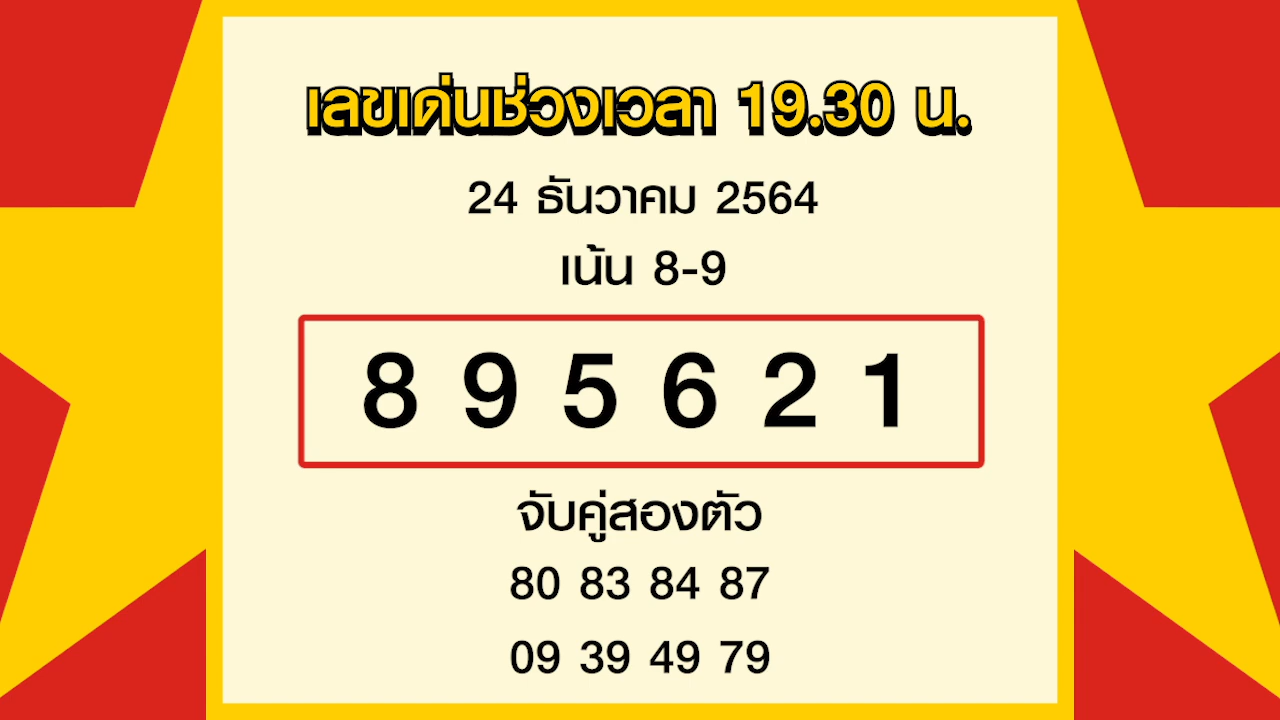 เลขเด่นช่วงเวลา 19.30 น.
24 ธันวาคม 2564
เน้น 8-9
8 9 5 6 2 1
จับคู่สองตัว
80 83 84 87
09 39 49 79